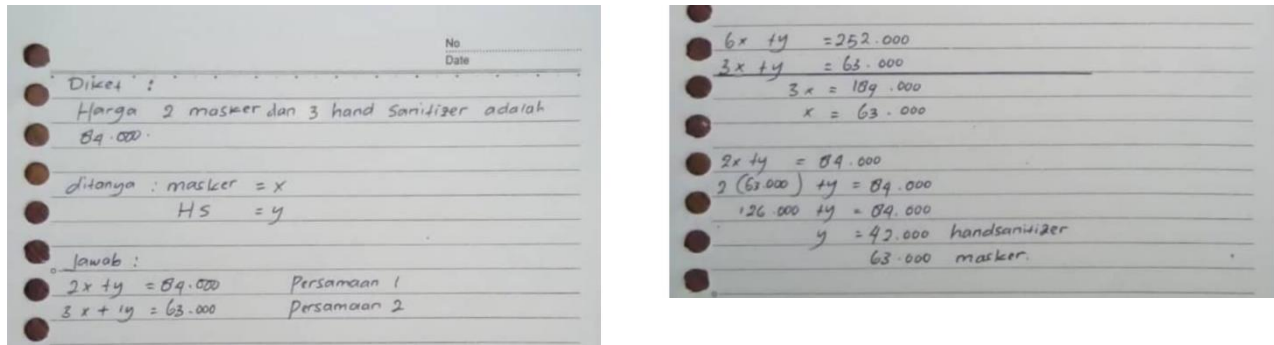 No
Date
Diket :
Harga 2 masker dan 3 hand Sanitizer adalah
84.000.
ditanya : masker = x
HS = y
Jawab :
2x + y = 84.000 Persamaan 1
3x + 1y = 63.000 Persamaan 2
6x + y = 252.000
3x + y = 63.000
3x = 189.000
x = 63.000
2x + y = 84.000
2 (63.000) + y = 84.000
126.000 + y = 84.000
y = 42.000 handsanitizer
63.000 masker.